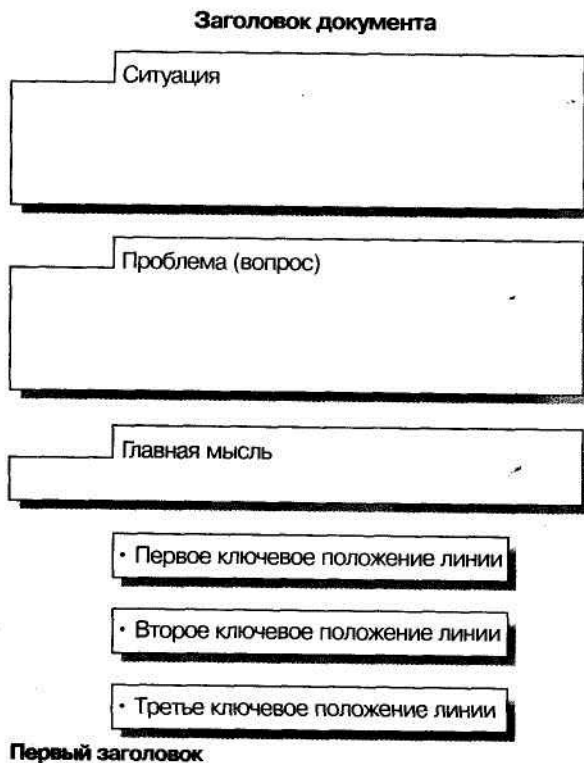 Заголовок документа
Ситуация
Проблема (вопрос)
Главная мысль
· Первое ключевое положение линии
· Второе ключевое положение линии
· Третье ключевое положение линии
Первый заголовок